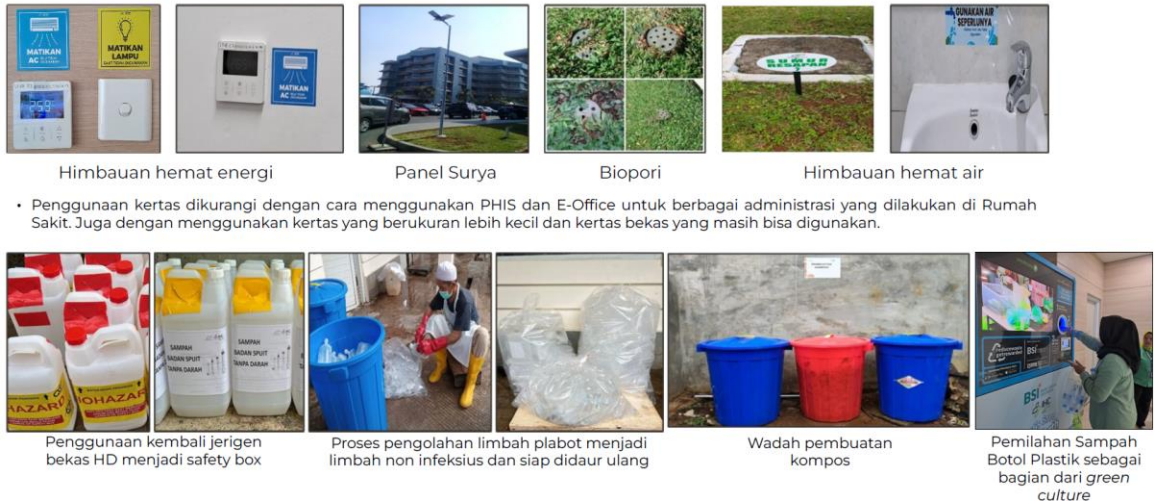 MATIKAN
AC
MATIKAN
LAMPU
MATIKAN
AC
GUNAKAN AIR
SEPERLUNYA
SUMUR
RESAPAN
Himbauan hemat energi
Panel Surya
Biopori
Himbauan hemat air
• Penggunaan kertas dikurangi dengan cara menggunakan PHIS dan E-Office untuk berbagai administrasi yang dilakukan di Rumah
Sakit. Juga dengan menggunakan kertas yang berukuran lebih kecil dan kertas bekas yang masih bisa digunakan.
BIOHAZARD
SAMPAH
BADAN SPUIT
TANPA DARAH
SAMPAH
BADAN SPUIT
TANPA DARAH
BSI
BSI
Penggunaan kembali jerigen
bekas HD menjadi safety box
Proses pengolahan limbah plabot menjadi
limbah non infeksius dan siap didaur ulang
Wadah pembuatan
kompos
Pemilahan Sampah
Botol Plastik sebagai
bagian dari green
culture